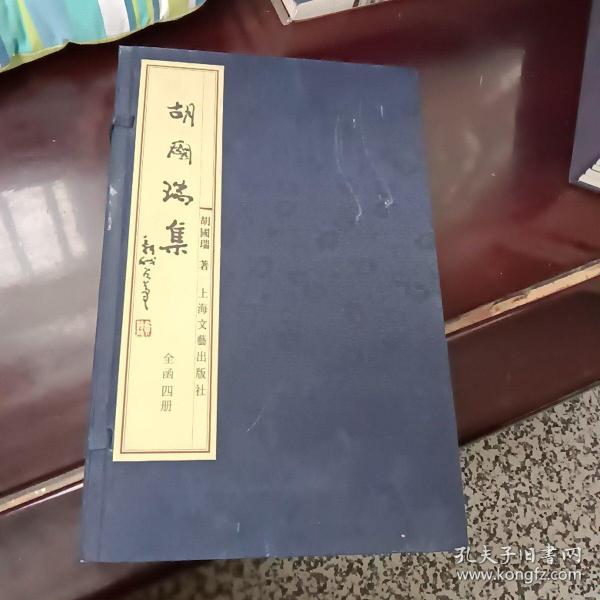 胡國瑞集
胡國瑞 著 上海文藝出版社
全函四册
孔夫子旧书网
www.kongfz.com